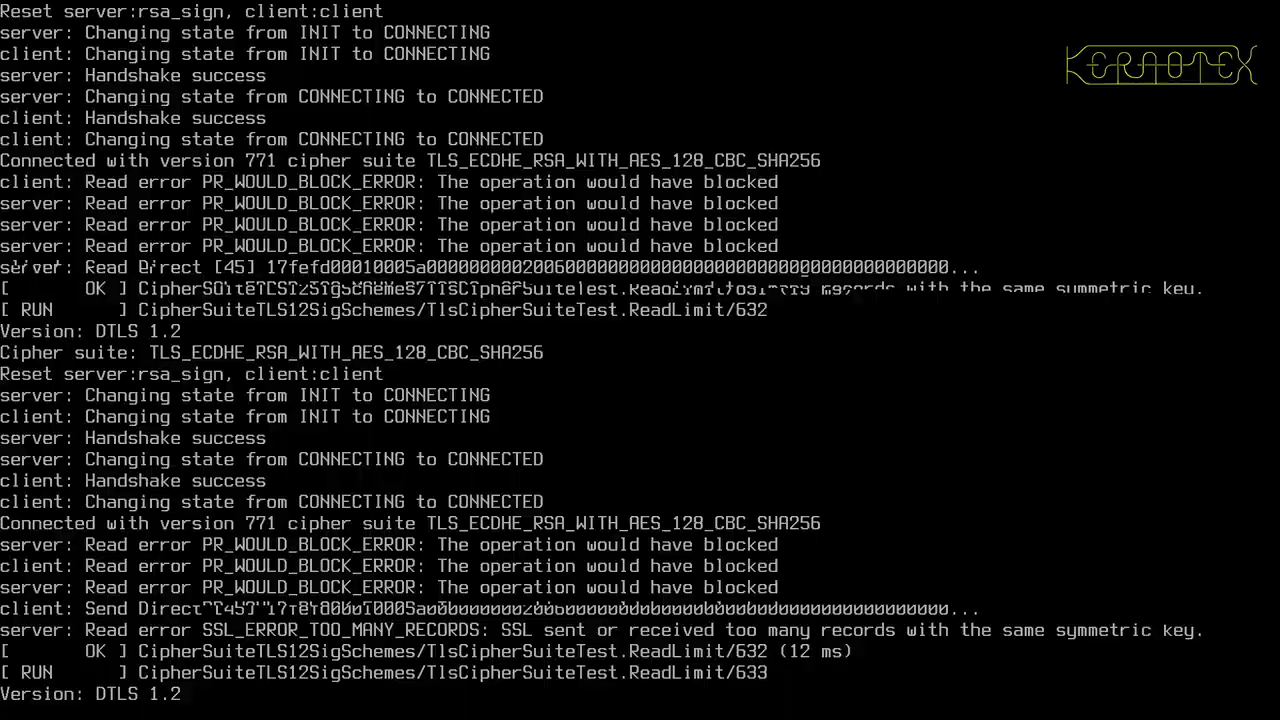 Reset server:rsa_sign, client:client
server: Changing state from INIT to CONNECTING
client: Changing state from INIT to CONNECTING
KERNOTEX
server: Handshake success
server: Changing state from CONNECTING to CONNECTED
client: Handshake success
client: Changing state from CONNECTING to CONNECTED
Connected with version 771 cipher suite TLS_ECDHE_RSA_WITH_AES_128_CBC_SHA256
client: Read error PR_WOULD_BLOCK_ERROR: The operation would have blocked
server: Read error PR_WOULD_BLOCK_ERROR: The operation would have blocked
server: Read error PR_WOULD_BLOCK_ERROR: The operation would have blocked
server: Read error PR_WOULD_BLOCK_ERROR: The operation would have blocked
[ OK ] with the same symmetric key.
[ RUN ] CipherSuiteTLS12SigSchemes/TlsCipherSuiteTest.ReadLimit/632
Version: DTLS 1.2
Cipher suite: TLS_ECDHE_RSA_WITH_AES_128_CBC_SHA256
Reset server:rsa_sign, client:client
server: Changing state from INIT to CONNECTING
client: Changing state from INIT to CONNECTING
server: Handshake success
server: Changing state from CONNECTING to CONNECTED
client: Handshake success
client: Changing state from CONNECTING to CONNECTED
Connected with version 771 cipher suite TLS_ECDHE_RSA_WITH_AES_128_CBC_SHA256
server: Read error PR_WOULD_BLOCK_ERROR: The operation would have blocked
client: Read error PR_WOULD_BLOCK_ERROR: The operation would have blocked
server: Read error PR_WOULD_BLOCK_ERROR: The operation would have blocked
client: Send Direct
server: Read error SSL_ERROR_TOO_MANY_RECORDS: SSL sent or received too many records with the same symmetric key.
[ OK ] CipherSuiteTLS12SigSchemes/TlsCipherSuiteTest.ReadLimit/632 (12 ms)
[ RUN ] CipherSuiteTLS12SigSchemes/TlsCipherSuiteTest.ReadLimit/633
Version: DTLS 1.2